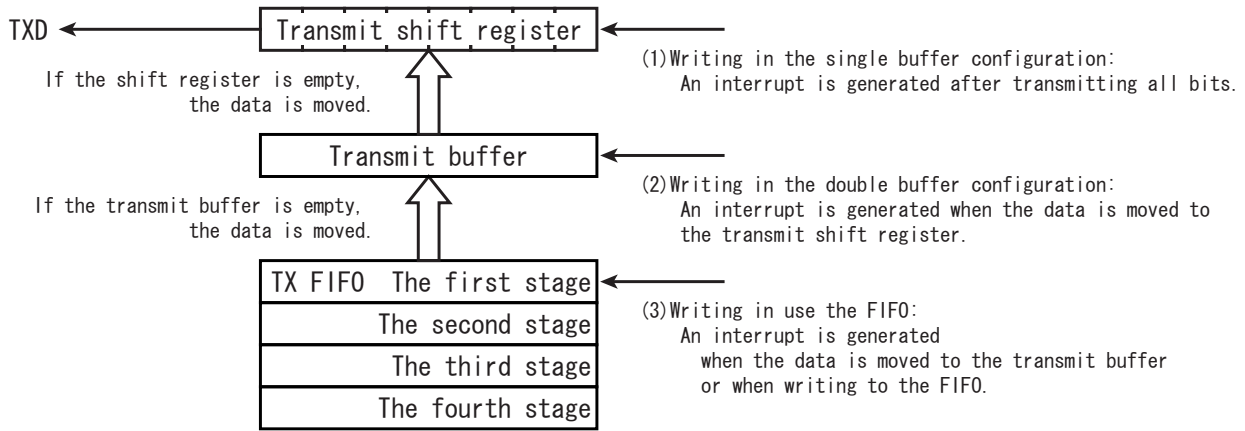 TXD
Transmit shift register
(1)Writing in the single buffer configuration:
An interrupt is generated after transmitting all bits.
If the shift register is empty,
the data is moved.
Transmit buffer
(2)Writing in the double buffer configuration:
An interrupt is generated when the data is moved to
the transmit shift register.
If the transmit buffer is empty,
the data is moved.
TX FIFO The first stage
The second stage
The third stage
The fourth stage
(3)Writing in use the FIFO:
An interrupt is generated
when the data is moved to the transmit buffer
or when writing to the FIFO.